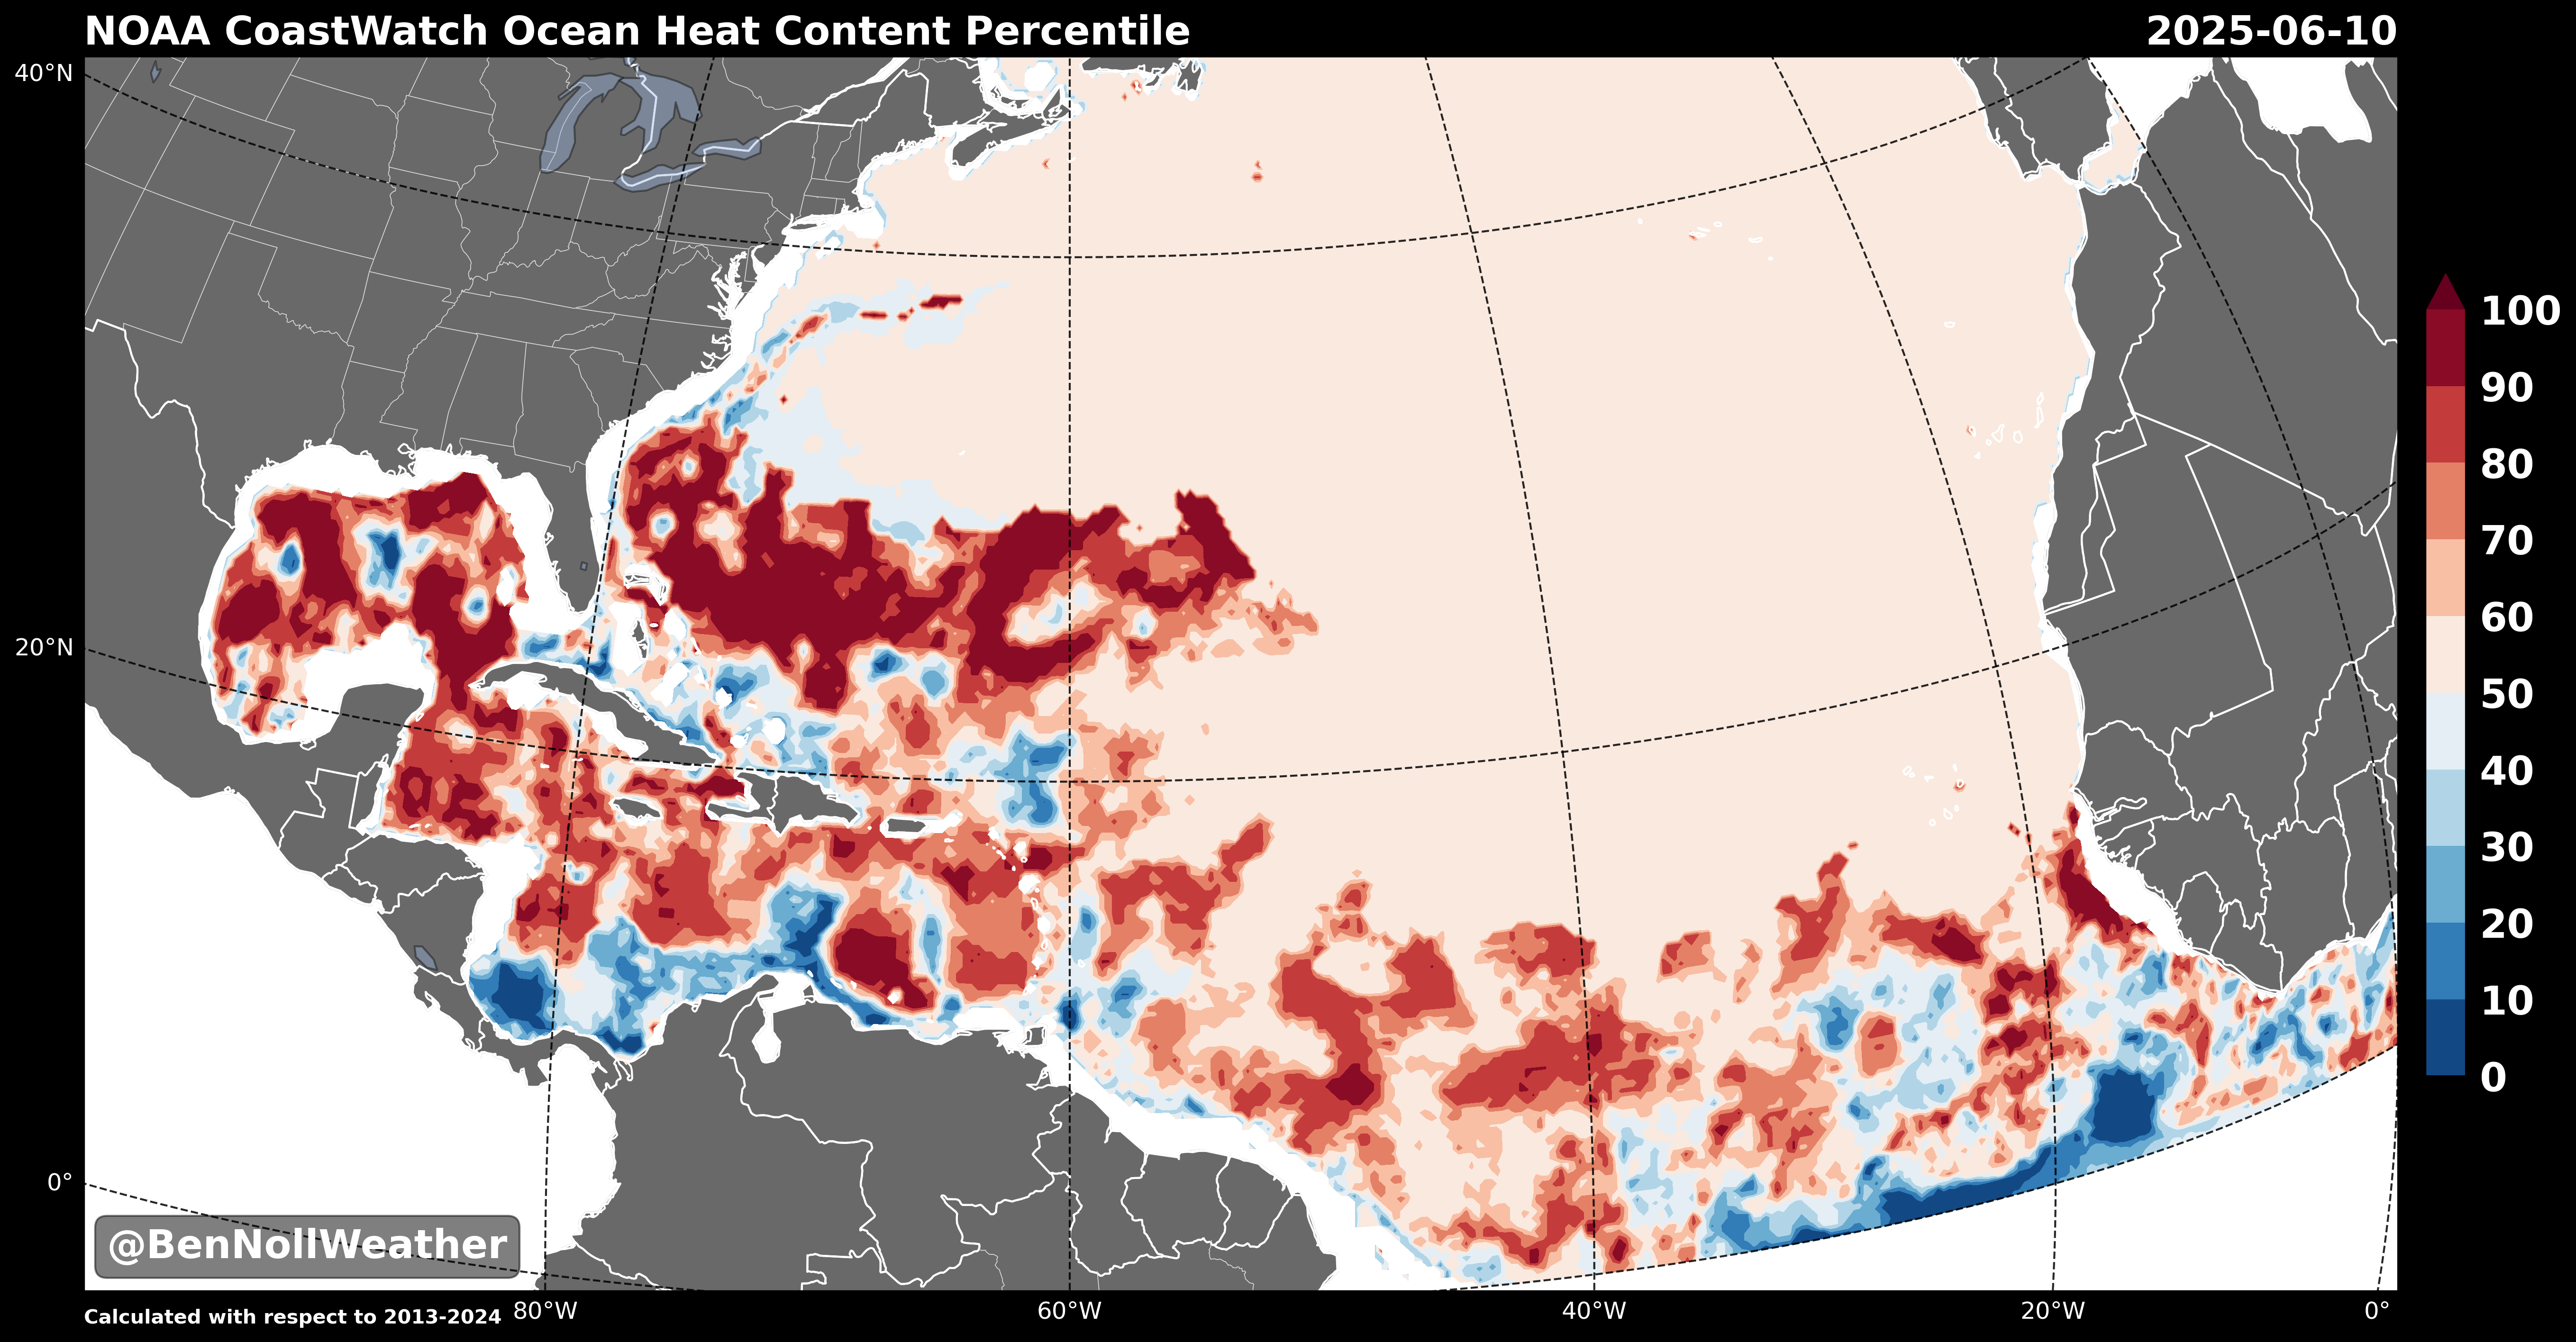 NOAA CoastWatch Ocean Heat Content Percentile
2025-06-10
40°N
20°N
0°
100
90
80
70
60
50
40
30
20
10
0
@BenNollWeather
Calculated with respect to 2013-2024
80°W
60°W
40°W
20°W
0°